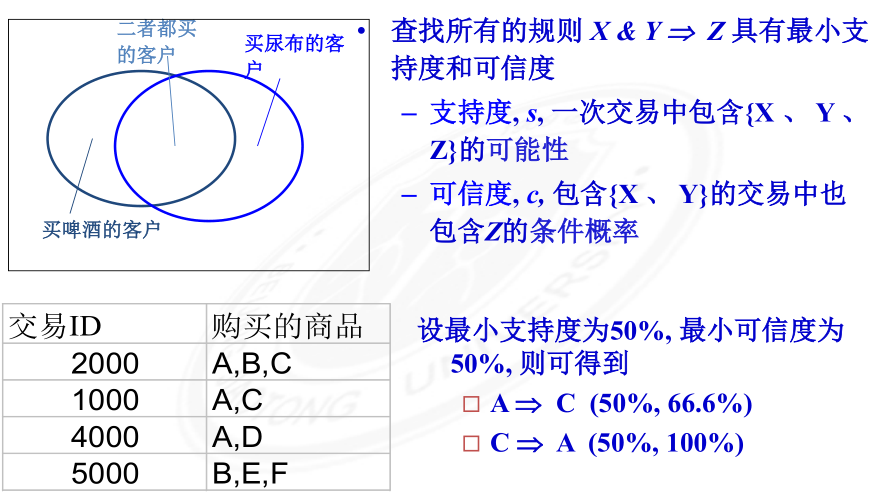 二者都买
的客户
买尿布的客
户
买啤酒的客户
• 查找所有的规则 X & Y ⇒ Z 具有最小支
持度和可信度
– 支持度, s, 一次交易中包含{X 、 Y 、
Z}的可能性
– 可信度, c, 包含{X 、 Y}的交易中也
包含Z的条件概率
交易ID 购买的商品
2000 A,B,C
1000 A,C
4000 A,D
5000 B,E,F
设最小支持度为50%, 最小可信度为
50%, 则可得到
□ A ⇒ C (50%, 66.6%)
□ C ⇒ A (50%, 100%)